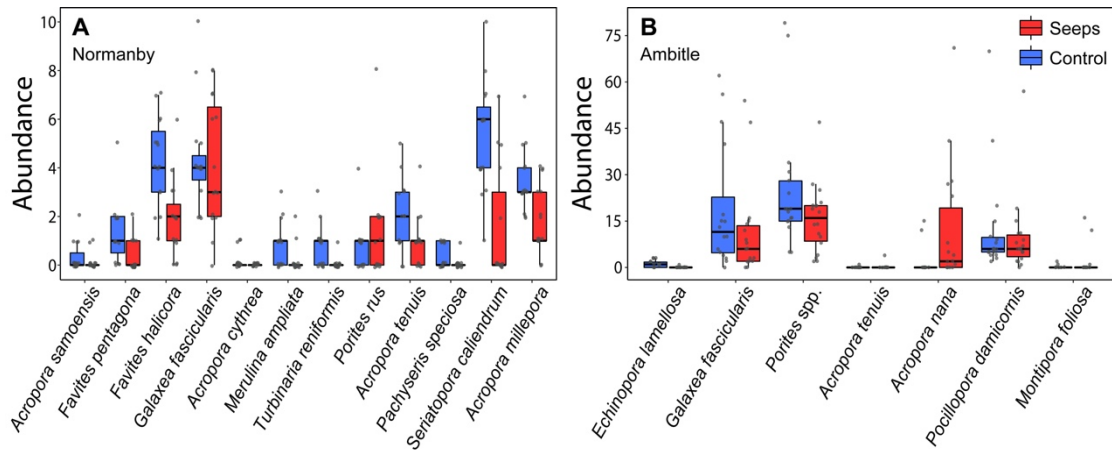 A
Normanby
Abundance
10
8
6
4
2
0
Acropora samoensis
Favites pentagona
Favites halicora
Galaxea fascicularis
Acropora cythrea
Merulina ampliata
Turbinaria reniformis
Porites rus
Acropora tenuis
Pachyseris speciosa
Seriatopora caliendrum
Acropora millepora
B
Ambitle
Seeps
Control
Abundance
75
60
45
30
15
0
Echinopora lamellosa
Galaxea fascicularis
Porites spp.
Acropora tenuis
Acropora nana
Pocillopora damicornis
Montipora foliosa